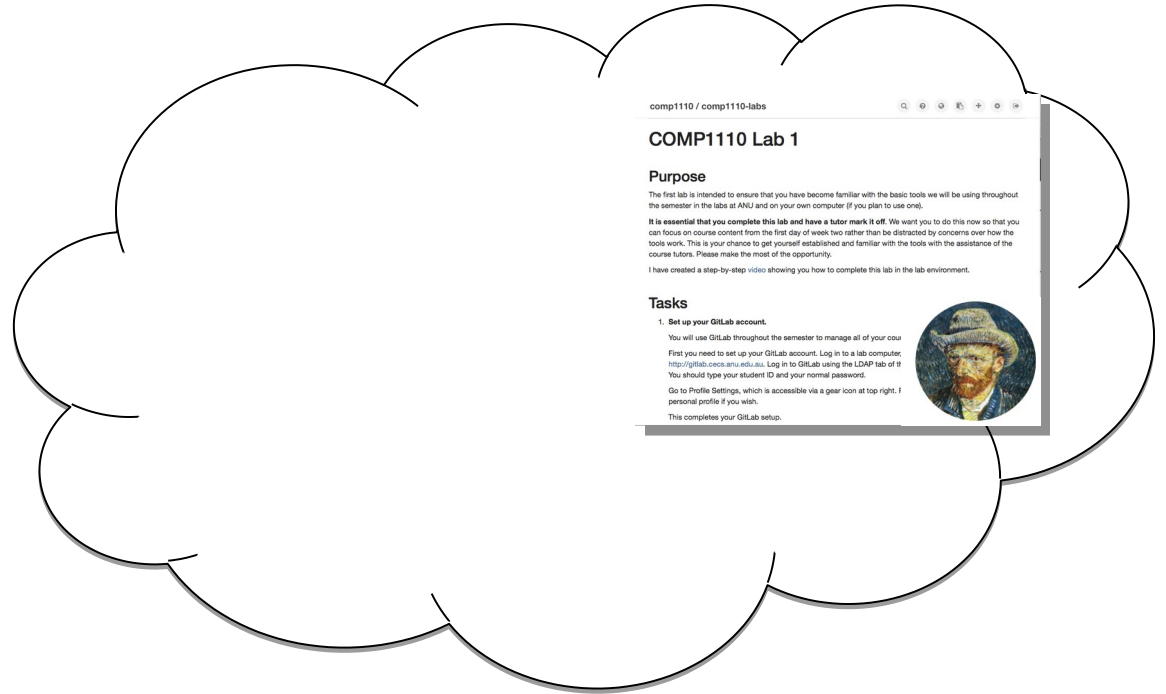 comp1110 / comp1110-labs
COMP1110 Lab 1
Purpose
The first lab is intended to ensure that you have become familiar with the basic tools we will be using throughout
the semester in the labs at ANU and on your own computer (if you plan to use one).
It is essential that you complete this lab and have a tutor mark it off. We want you to do this now so that you
can focus on course content from the first day of week two rather than be distracted by concerns over how the
tools work. This is your chance to get yourself established and familiar with the tools with the assistance of the
course tutors. Please make the most of the opportunity.
I have created a step-by-step video showing you how to complete this lab in the lab environment.
Tasks
1. Set up your GitLab account.
You will use GitLab throughout the semester to manage all of your
First you need to set up your GitLab account. Log in to a lab computer,
http://gitlab.cecs.anu.edu.au. Log in to GitLab using the LDAP tab of
You should type your student ID and your normal password.
Go to Profile Settings, which is accessible via a gear icon at top right.
personal profile if you wish.
This completes your GitLab setup.